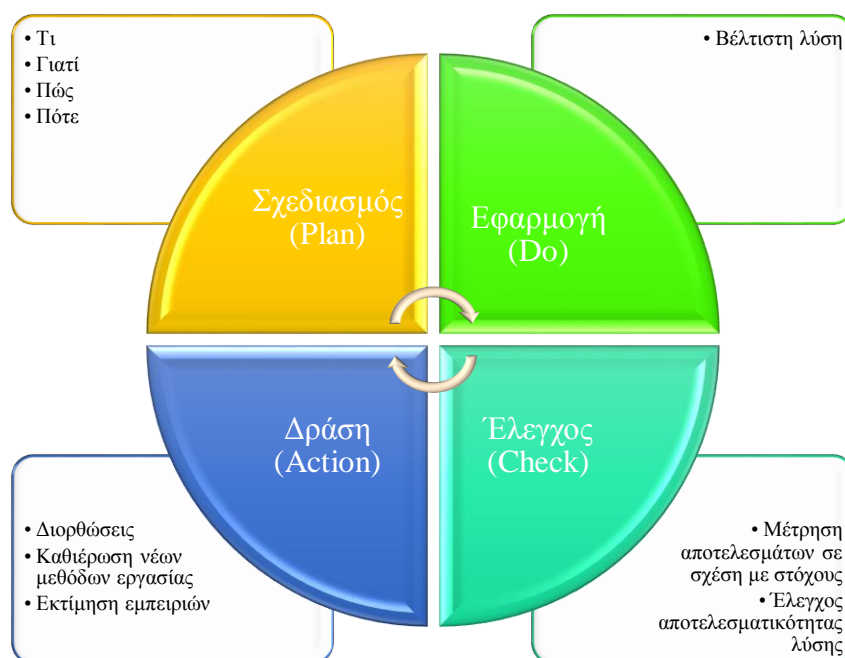 • Τι
• Γιατί
• Πώς
• Πότε
• Βέλτιστη λύση
Σχεδιασμός
(Plan)
Εφαρμογή
(Do)
Δράση
(Action)
Έλεγχος
(Check)
• Διορθώσεις
• Καθιέρωση νέων
μεθόδων εργασίας
• Εκτίμηση εμπειριών
• Μέτρηση
αποτελεσμάτων σε
σχέση με στόχους
• Έλεγχος
αποτελεσματικότητας
λύσης